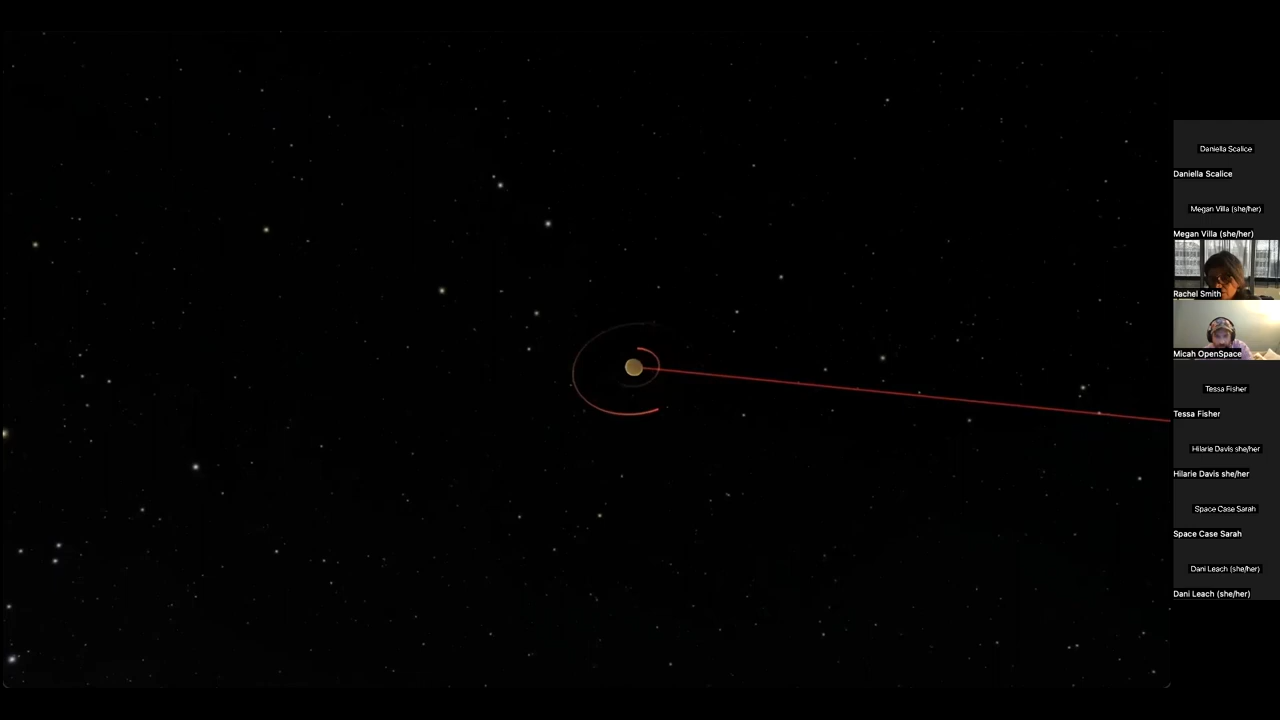 Daniella Scalice
Daniella Scalice
Megan Villa (she/her)
Megan Villa (she/her)
Rachel Smith
Micah OpenSpace
Tessa Fisher
Tessa Fisher
Hilarie Davis she/her
Hilarie Davis she/her
Space Case Sarah
Space Case Sarah
Dani Leach (she/her)
Dani Leach (she/her)